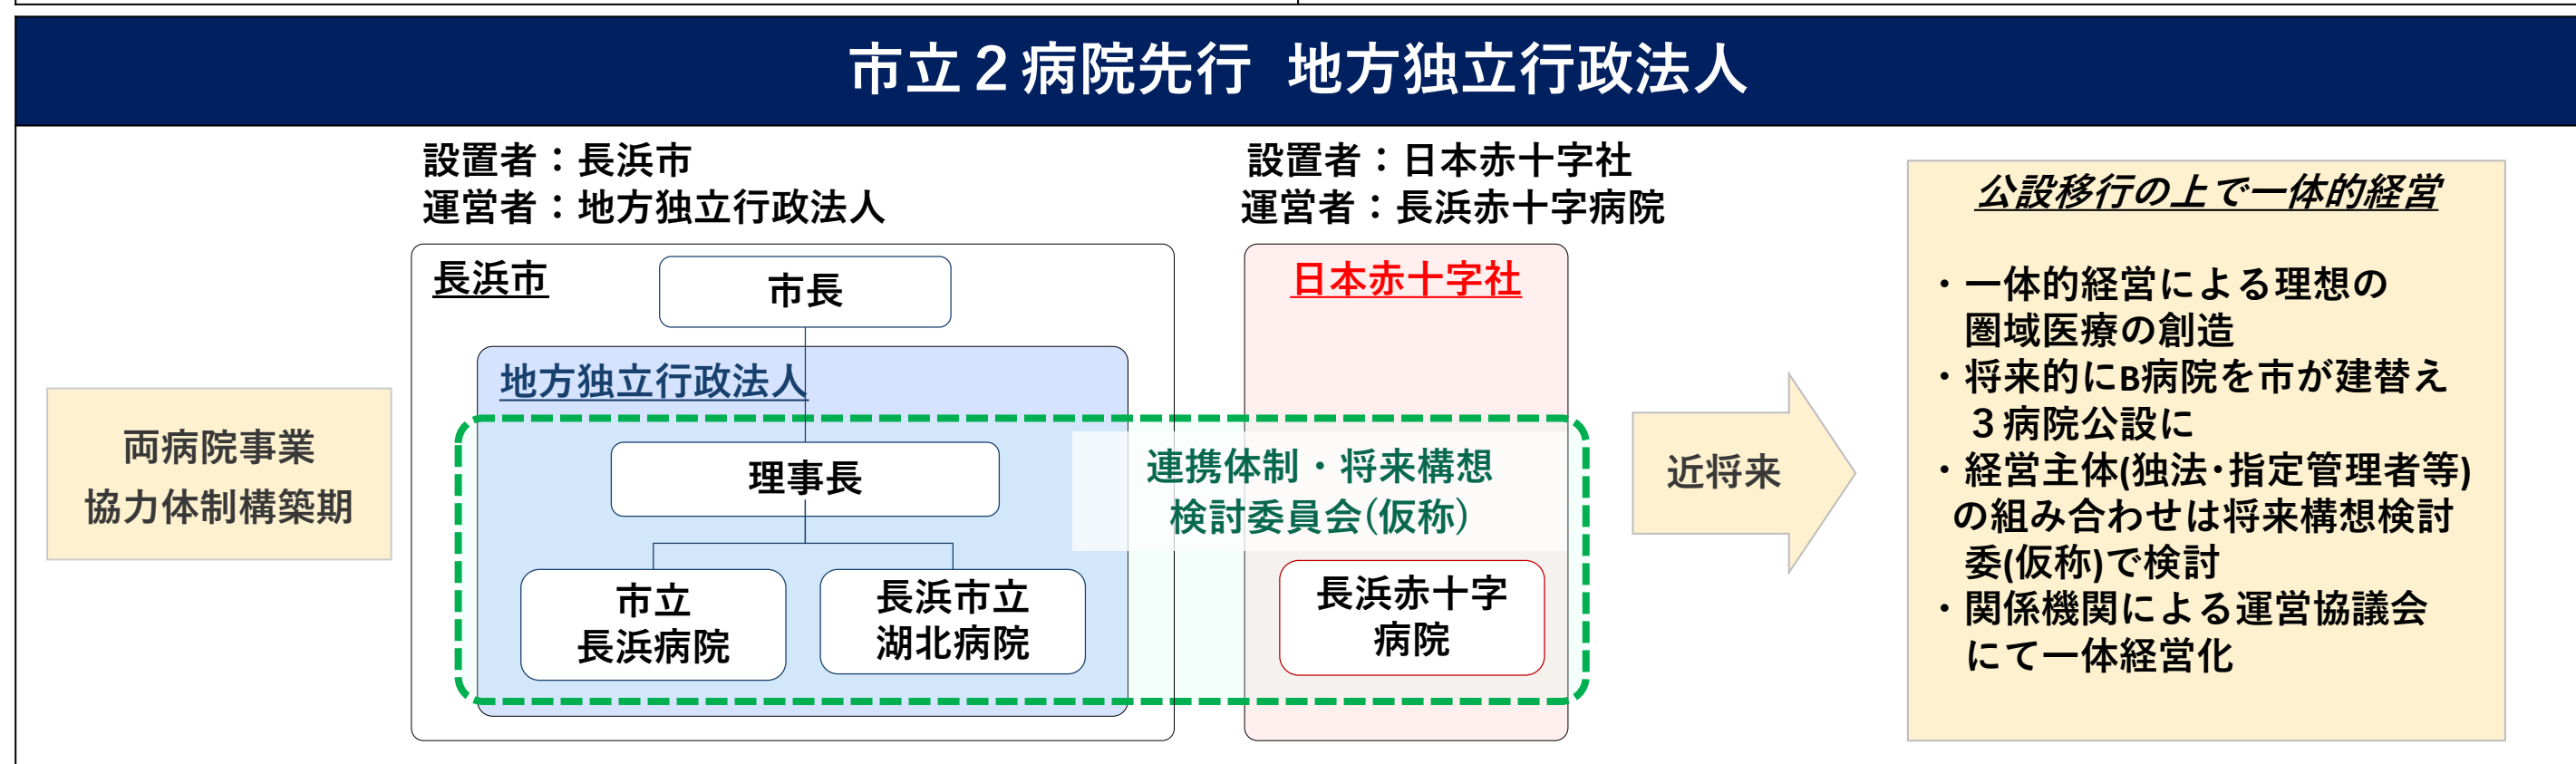 市立２病院先行 地方独立行政法人
設置者：長浜市
運営者：地方独立行政法人
設置者：日本赤十字社
運営者：長浜赤十字病院
両病院事業
協力体制構築期
長浜市
市長
地方独立行政法人
理事長
市立
長浜病院
長浜市立
湖北病院
日本赤十字社
連携体制・将来構想
検討委員会(仮称)
長浜赤十字
病院
近将来
公設移行の上で一体的経営
・一体的経営による理想の
圏域医療の創造
・将来的にB病院を市が建替え
３病院公設に
・経営主体(独法･指定管理者等)
の組み合わせは将来構想検討
委(仮称)で検討
・関係機関による運営協議会
にて一体経営化